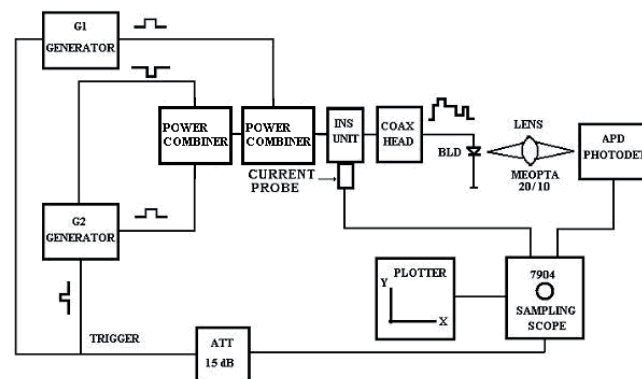 G1
GENERATOR
POWER
COMBINER
POWER
COMBINER
INS
UNIT
COAX
HEAD
BLD
LENS
MEOPTA
20/10
APD
PHOTODET
CURRENT
PROBE
G2
GENERATOR
PLOTTER
Y
X
7904
SAMPLING
SCOPE
TRIGGER
ATT
15 dB